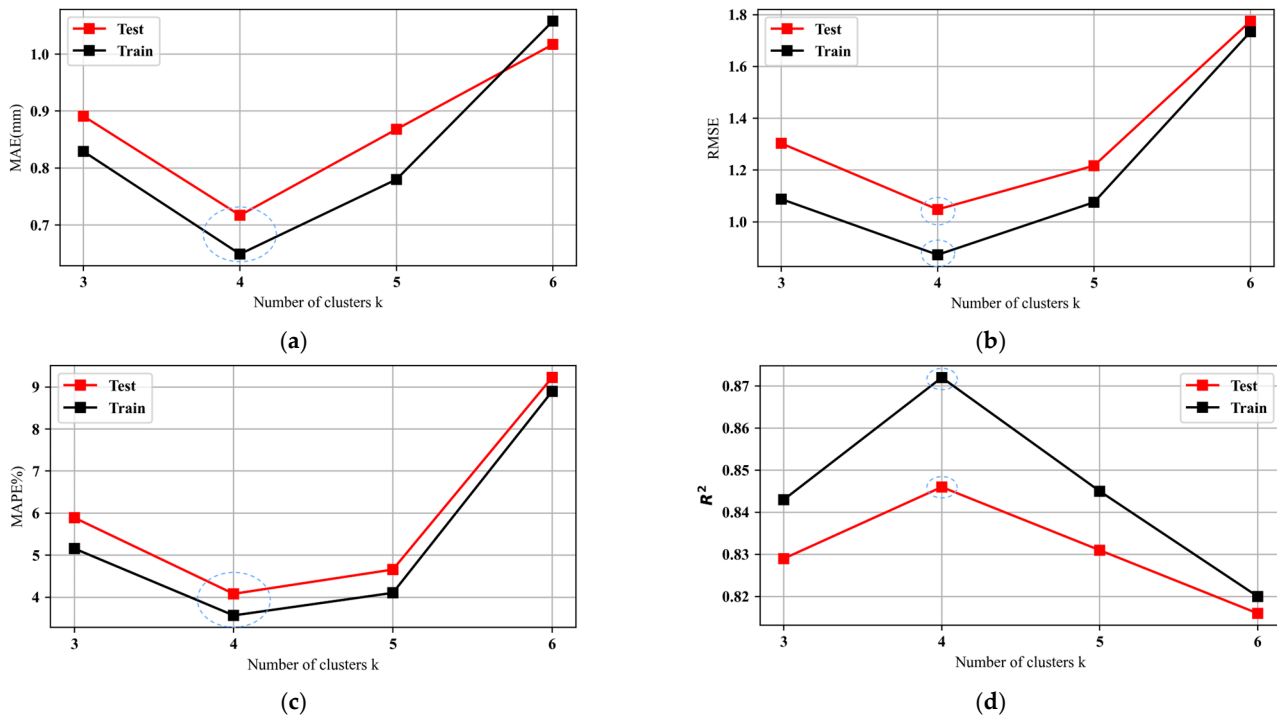 Test
Train
1.0
0.9
0.8
0.7
MAE(mm)
3 4 5 6
Number of clusters k
(a)
Test
Train
1.8
1.6
1.4
1.2
1.0
RMSE
3 4 5 6
Number of clusters k
(b)
Test
Train
9
8
7
6
5
4
MAPE%)
3 4 5 6
Number of clusters k
(c)
Test
Train
0.87
0.86
0.85
0.84
0.83
0.82
R²
3 4 5 6
Number of clusters k
(d)